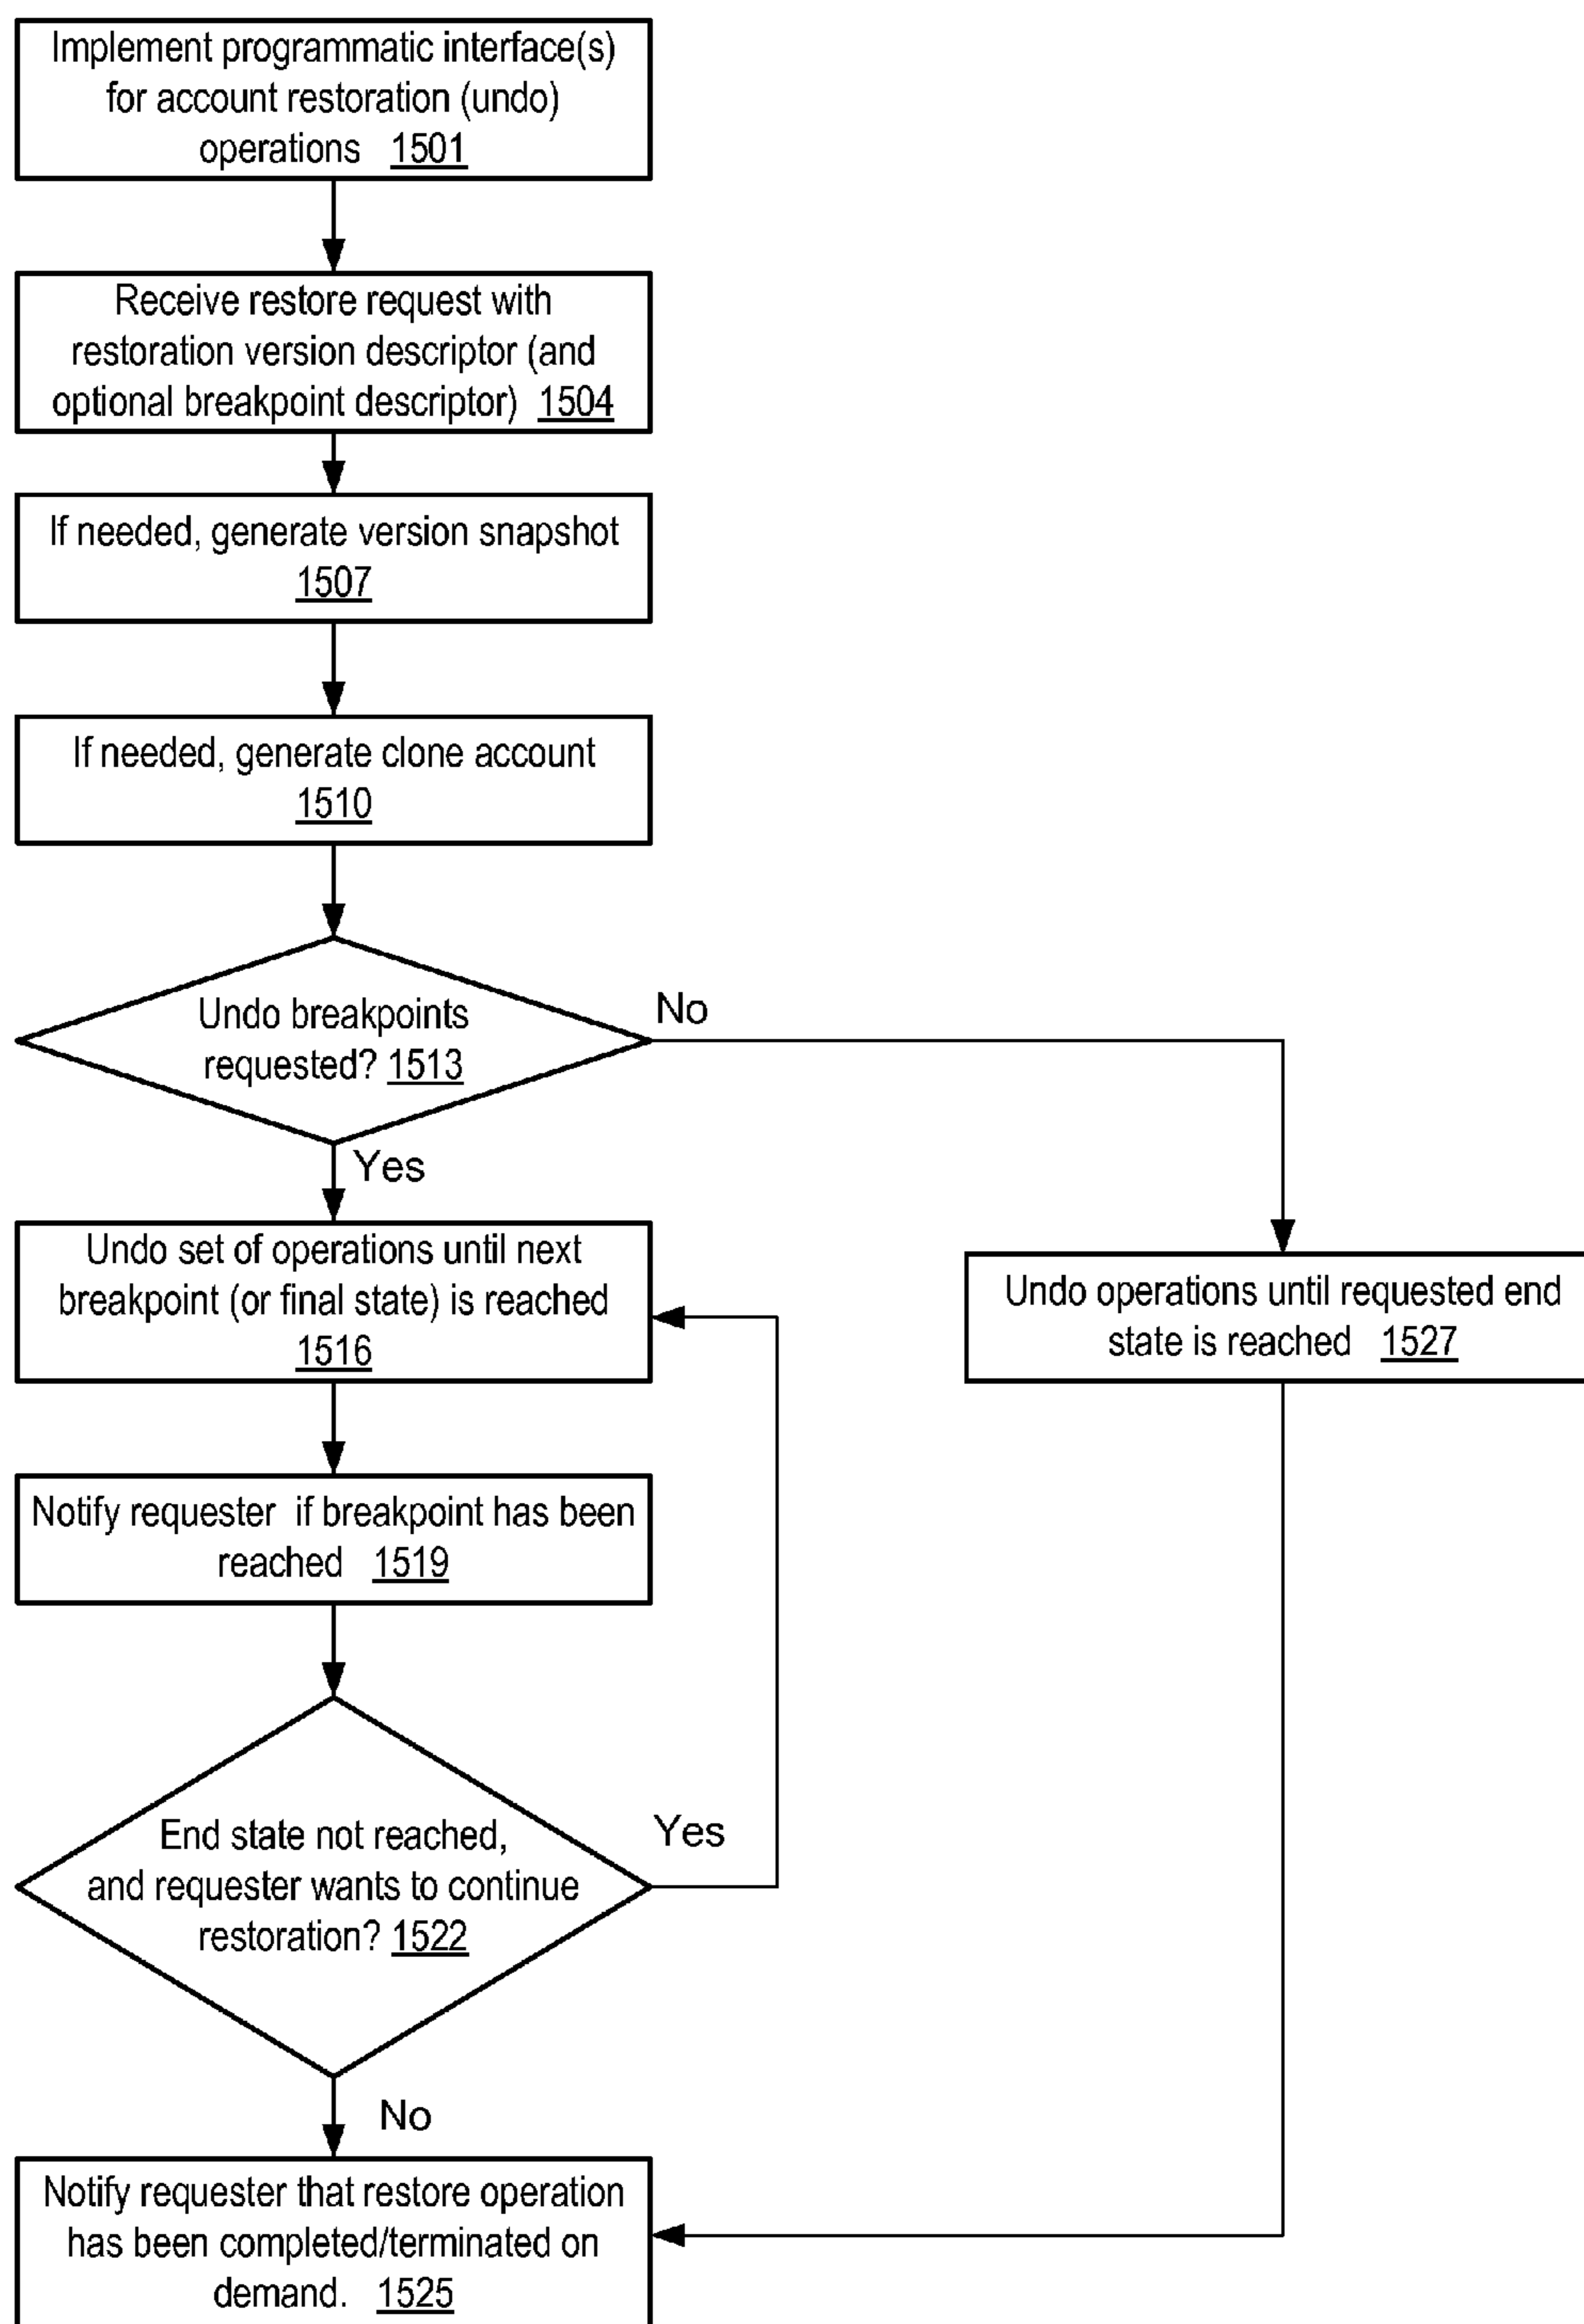 Implement programmatic interface(s)
for account restoration (undo)
operations 1501
Receive restore request with
restoration version descriptor (and
optional breakpoint descriptor) 1504
If needed, generate version snapshot
1507
If needed, generate clone account
1510
Undo breakpoints
requested? 1513
No
Yes
Undo set of operations until next
breakpoint (or final state) is reached
1516
Undo operations until requested end
state is reached 1527
Notify requester if breakpoint has been
reached 1519
End state not reached,
and requester wants to continue
restoration? 1522
Yes
No
Notify requester that restore operation
has been completed/terminated on
demand. 1525